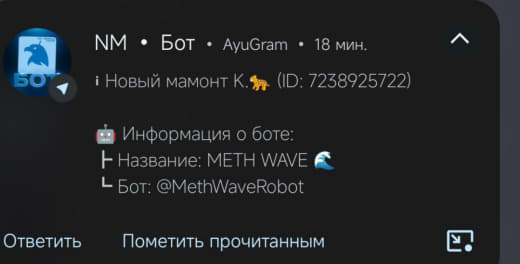 NM • Бот • AyuGram • 18 мин.
БОТ
ℹ Новый мамонт К.🐆 (ID: 7238925722)
🤖 Информация о боте:
┣ Название: METH WAVE 🌊
┗ Бот: @MethWaveRobot
Ответить Пометить прочитанным